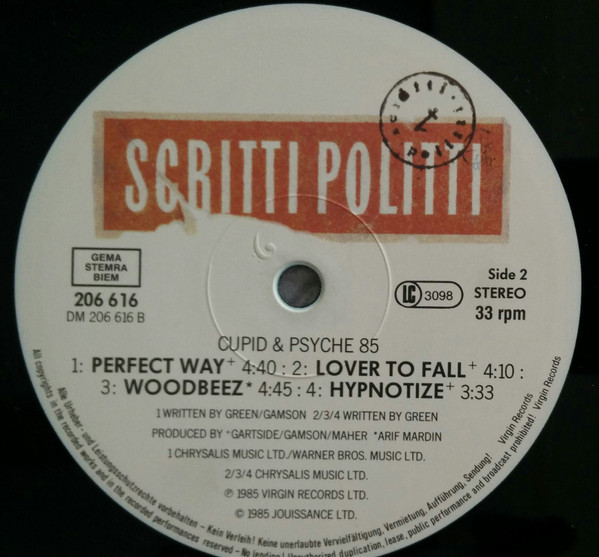 scritti politti
SCRITTI POLITTI
GEMA
STEMRA
BIEM
206 616
DM 206 616 B
LC 3098
Side 2
STEREO
33 rpm
CUPID & PSYCHE 85
1: PERFECT WAY+ 4:40 : 2: LOVER TO FALL+ 4:10 :
3: WOODBEEZ* 4:45 : 4: HYPNOTIZE+ 3:33
1 WRITTEN BY GREEN/GAMSON 2/3/4 WRITTEN BY GREEN
PRODUCED BY +GARTSIDE/GAMSON/MAHER *ARIF MARDIN
1 CHRYSALIS MUSIC LTD./WARNER BROS. MUSIC LTD.
2/3/4 CHRYSALIS MUSIC LTD.
℗ 1985 VIRGIN RECORDS LTD.
© 1985 JOUISSANCE LTD.
Alle Urheber- und Leistungsschutzrechte vorbehalten - Kein Verleih! Keine unerlaubte Vervielfältigung, Vermietung, Aufführung, Sendung! Virgin Records
All copyrights in the recorded works and in the recorded performances reserved - No lending! Unauthorized duplication, lease, public performance and broadcast prohibited! Virgin Records